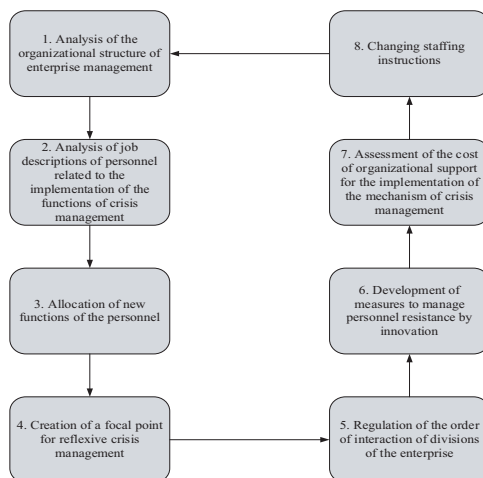 1. Analysis of the
organizational structure of
enterprise management
2. Analysis of job
descriptions of personnel
related to the
implementation of the
functions of crisis
management
3. Allocation of new
functions of the personnel
4. Creation of a focal point
for reflexive crisis
management
5. Regulation of the order
of interaction of divisions
of the enterprise
6. Development of
measures to manage
personnel resistance by
innovation
7. Assessment of the cost
of organizational support
for the implementation of
the mechanism of crisis
management
8. Changing staffing
instructions